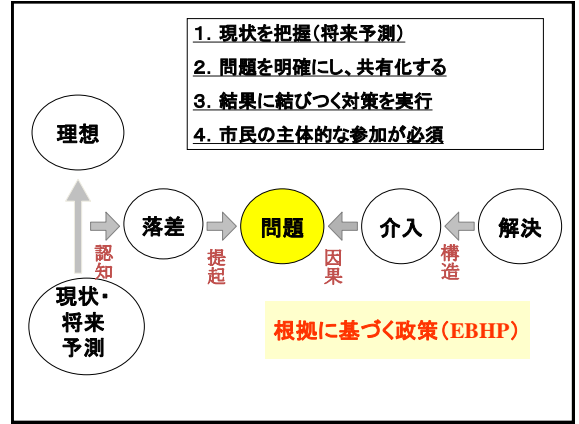 1．現状を把握（将来予測）
2．問題を明確にし、共有化する
3．結果に結びつく対策を実行
4．市民の主体的な参加が必須
理想
落差
問題
介入
解決
認知
提起
因果
構造
現状・
将来
予測
根拠に基づく政策（EBHP）